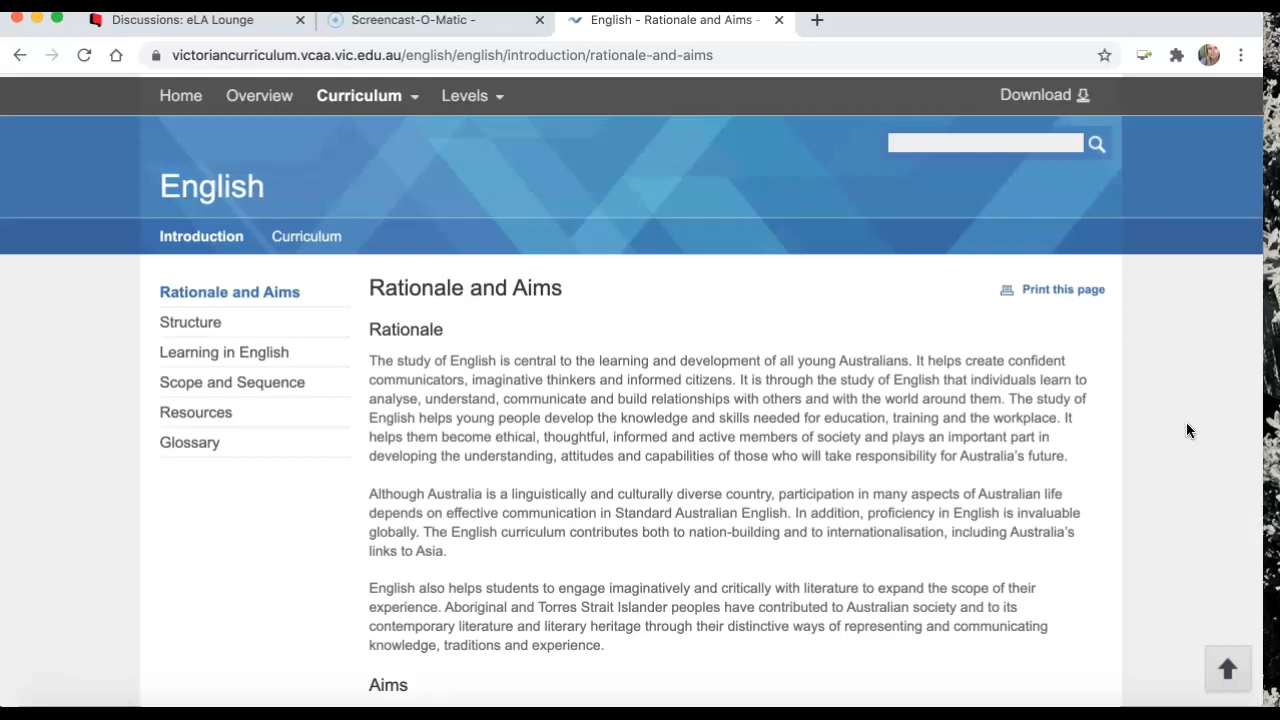 Discussions: eLA Lounge
Screencast-O-Matic -
English - Rationale and Aims -
victoriancurriculum.vcaa.vic.edu.au/english/english/introduction/rationale-and-aims
Home Overview Curriculum Levels Download
English
Introduction Curriculum
Rationale and Aims
Structure
Learning in English
Scope and Sequence
Resources
Glossary
Rationale and Aims
Print this page
Rationale
The study of English is central to the learning and development of all young Australians. It helps create confident
communicators, imaginative thinkers and informed citizens. It is through the study of English that individuals learn to
analyse, understand, communicate and build relationships with others and with the world around them. The study of
English helps young people develop the knowledge and skills needed for education, training and the workplace. It
helps them become ethical, thoughtful, informed and active members of society and plays an important part in
developing the understanding, attitudes and capabilities of those who will take responsibility for Australia's future.
Although Australia is a linguistically and culturally diverse country, participation in many aspects of Australian life
depends on effective communication in Standard Australian English. In addition, proficiency in English is invaluable
globally. The English curriculum contributes both to nation-building and to internationalisation, including Australia's
links to Asia.
English also helps students to engage imaginatively and critically with literature to expand the scope of their
experience. Aboriginal and Torres Strait Islander peoples have contributed to Australian society and to its
contemporary literature and literary heritage through their distinctive ways of representing and communicating
knowledge, traditions and experience.
Aims